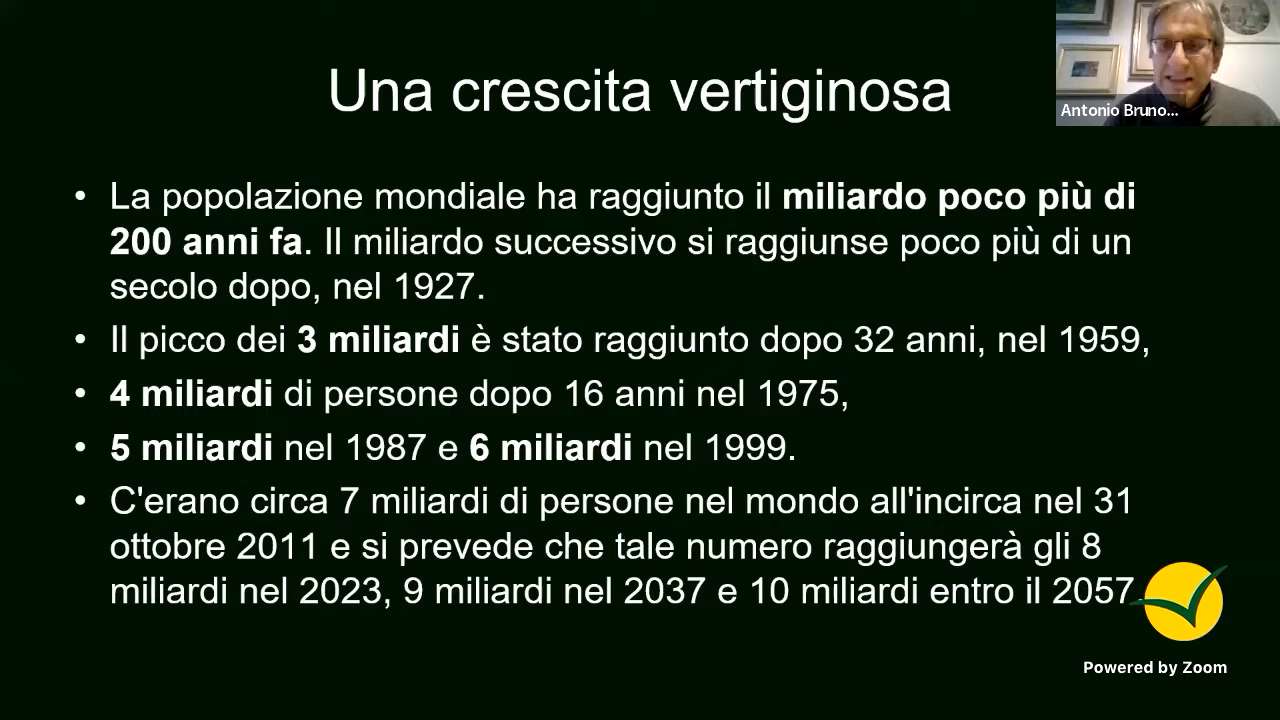 Una crescita vertiginosa
Antonio Bruno...
• La popolazione mondiale ha raggiunto il miliardo poco più di
200 anni fa. Il miliardo successivo si raggiunse poco più di un
secolo dopo, nel 1927.
• Il picco dei 3 miliardi è stato raggiunto dopo 32 anni, nel 1959,
• 4 miliardi di persone dopo 16 anni nel 1975,
• 5 miliardi nel 1987 e 6 miliardi nel 1999.
• C'erano circa 7 miliardi di persone nel mondo all'incirca nel 31
ottobre 2011 e si prevede che tale numero raggiungerà gli 8
miliardi nel 2023, 9 miliardi nel 2037 e 10 miliardi entro il 2057.
Powered by Zoom